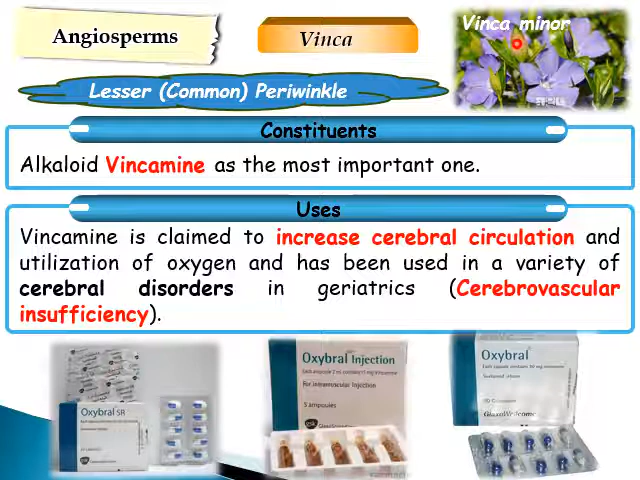 Angiosperms
Vinca
Vinca minor
Lesser (Common) Periwinkle
Constituents
Alkaloid Vincamine as the most important one.
Uses
Vincamine is claimed to increase cerebral circulation and
utilization of oxygen and has been used in a variety of
cerebral disorders in geriatrics (Cerebrovascular
insufficiency).
Oxybral SR
Oxybral Injection
For Intramuscular Injection
5 ampoules
Oxybral
GlaxoWellcome